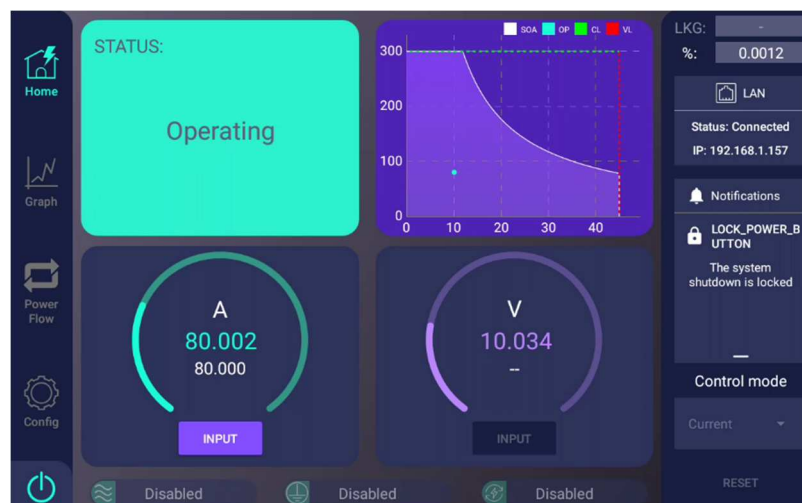 Home
Graph
Power
Flow
Config
STATUS:
Operating
SOA OP CL VL
300
200
100
0
0 10 20 30 40
A
80.002
80.000
INPUT
V
10.034
--
INPUT
Disabled
Disabled
Disabled
LKG: -
%: 0.0012
LAN
Status: Connected
IP: 192.168.1.157
Notifications
LOCK_POWER_B
UTTON
The system
shutdown is locked
Control mode
Current
RESET